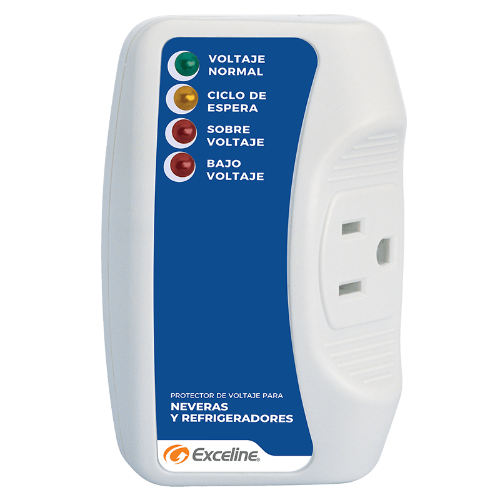 VOLTAJE
NORMAL
CICLO DE
ESPERA
SOBRE
VOLTAJE
BAJO
VOLTAJE
PROTECTOR DE VOLTAJE PARA
NEVERAS
Y REFRIGERADORES
Exceline®